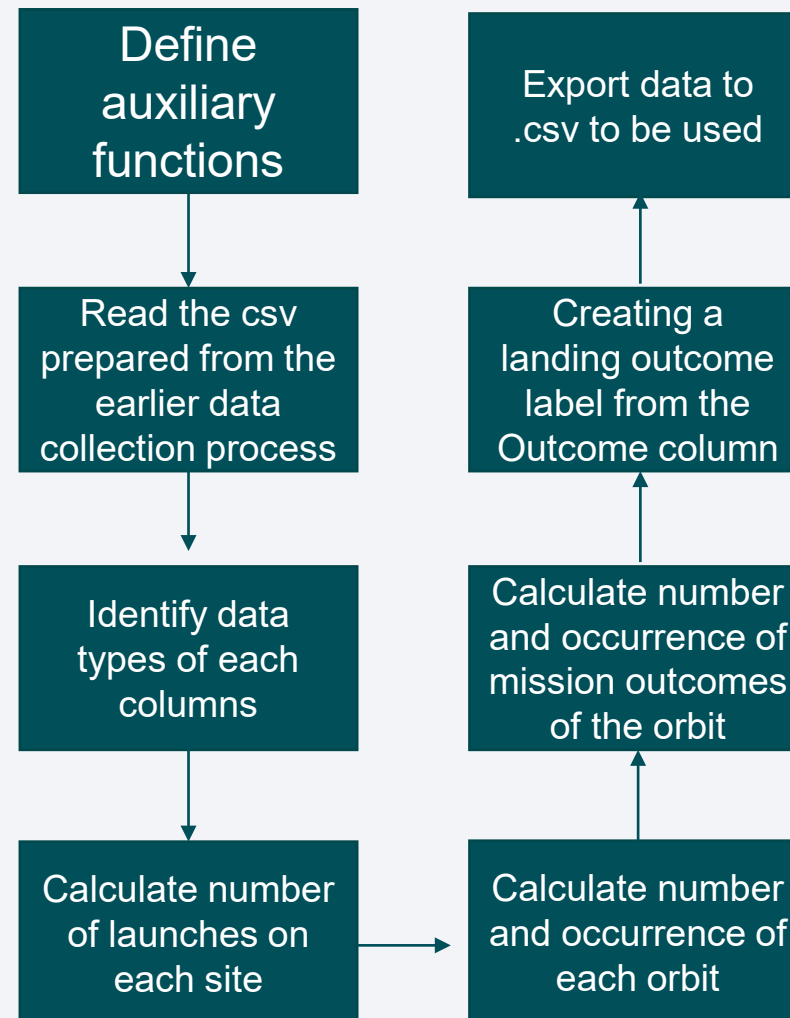 Define
auxiliary
functions
Read the csv
prepared from the
earlier data
collection process
Identify data
types of each
columns
Calculate number
of launches on
each site
Calculate number
and occurrence of
each orbit
Calculate number
and occurrence of
mission outcomes
of the orbit
Creating a
landing outcome
label from the
Outcome column
Export data to
.csv to be used